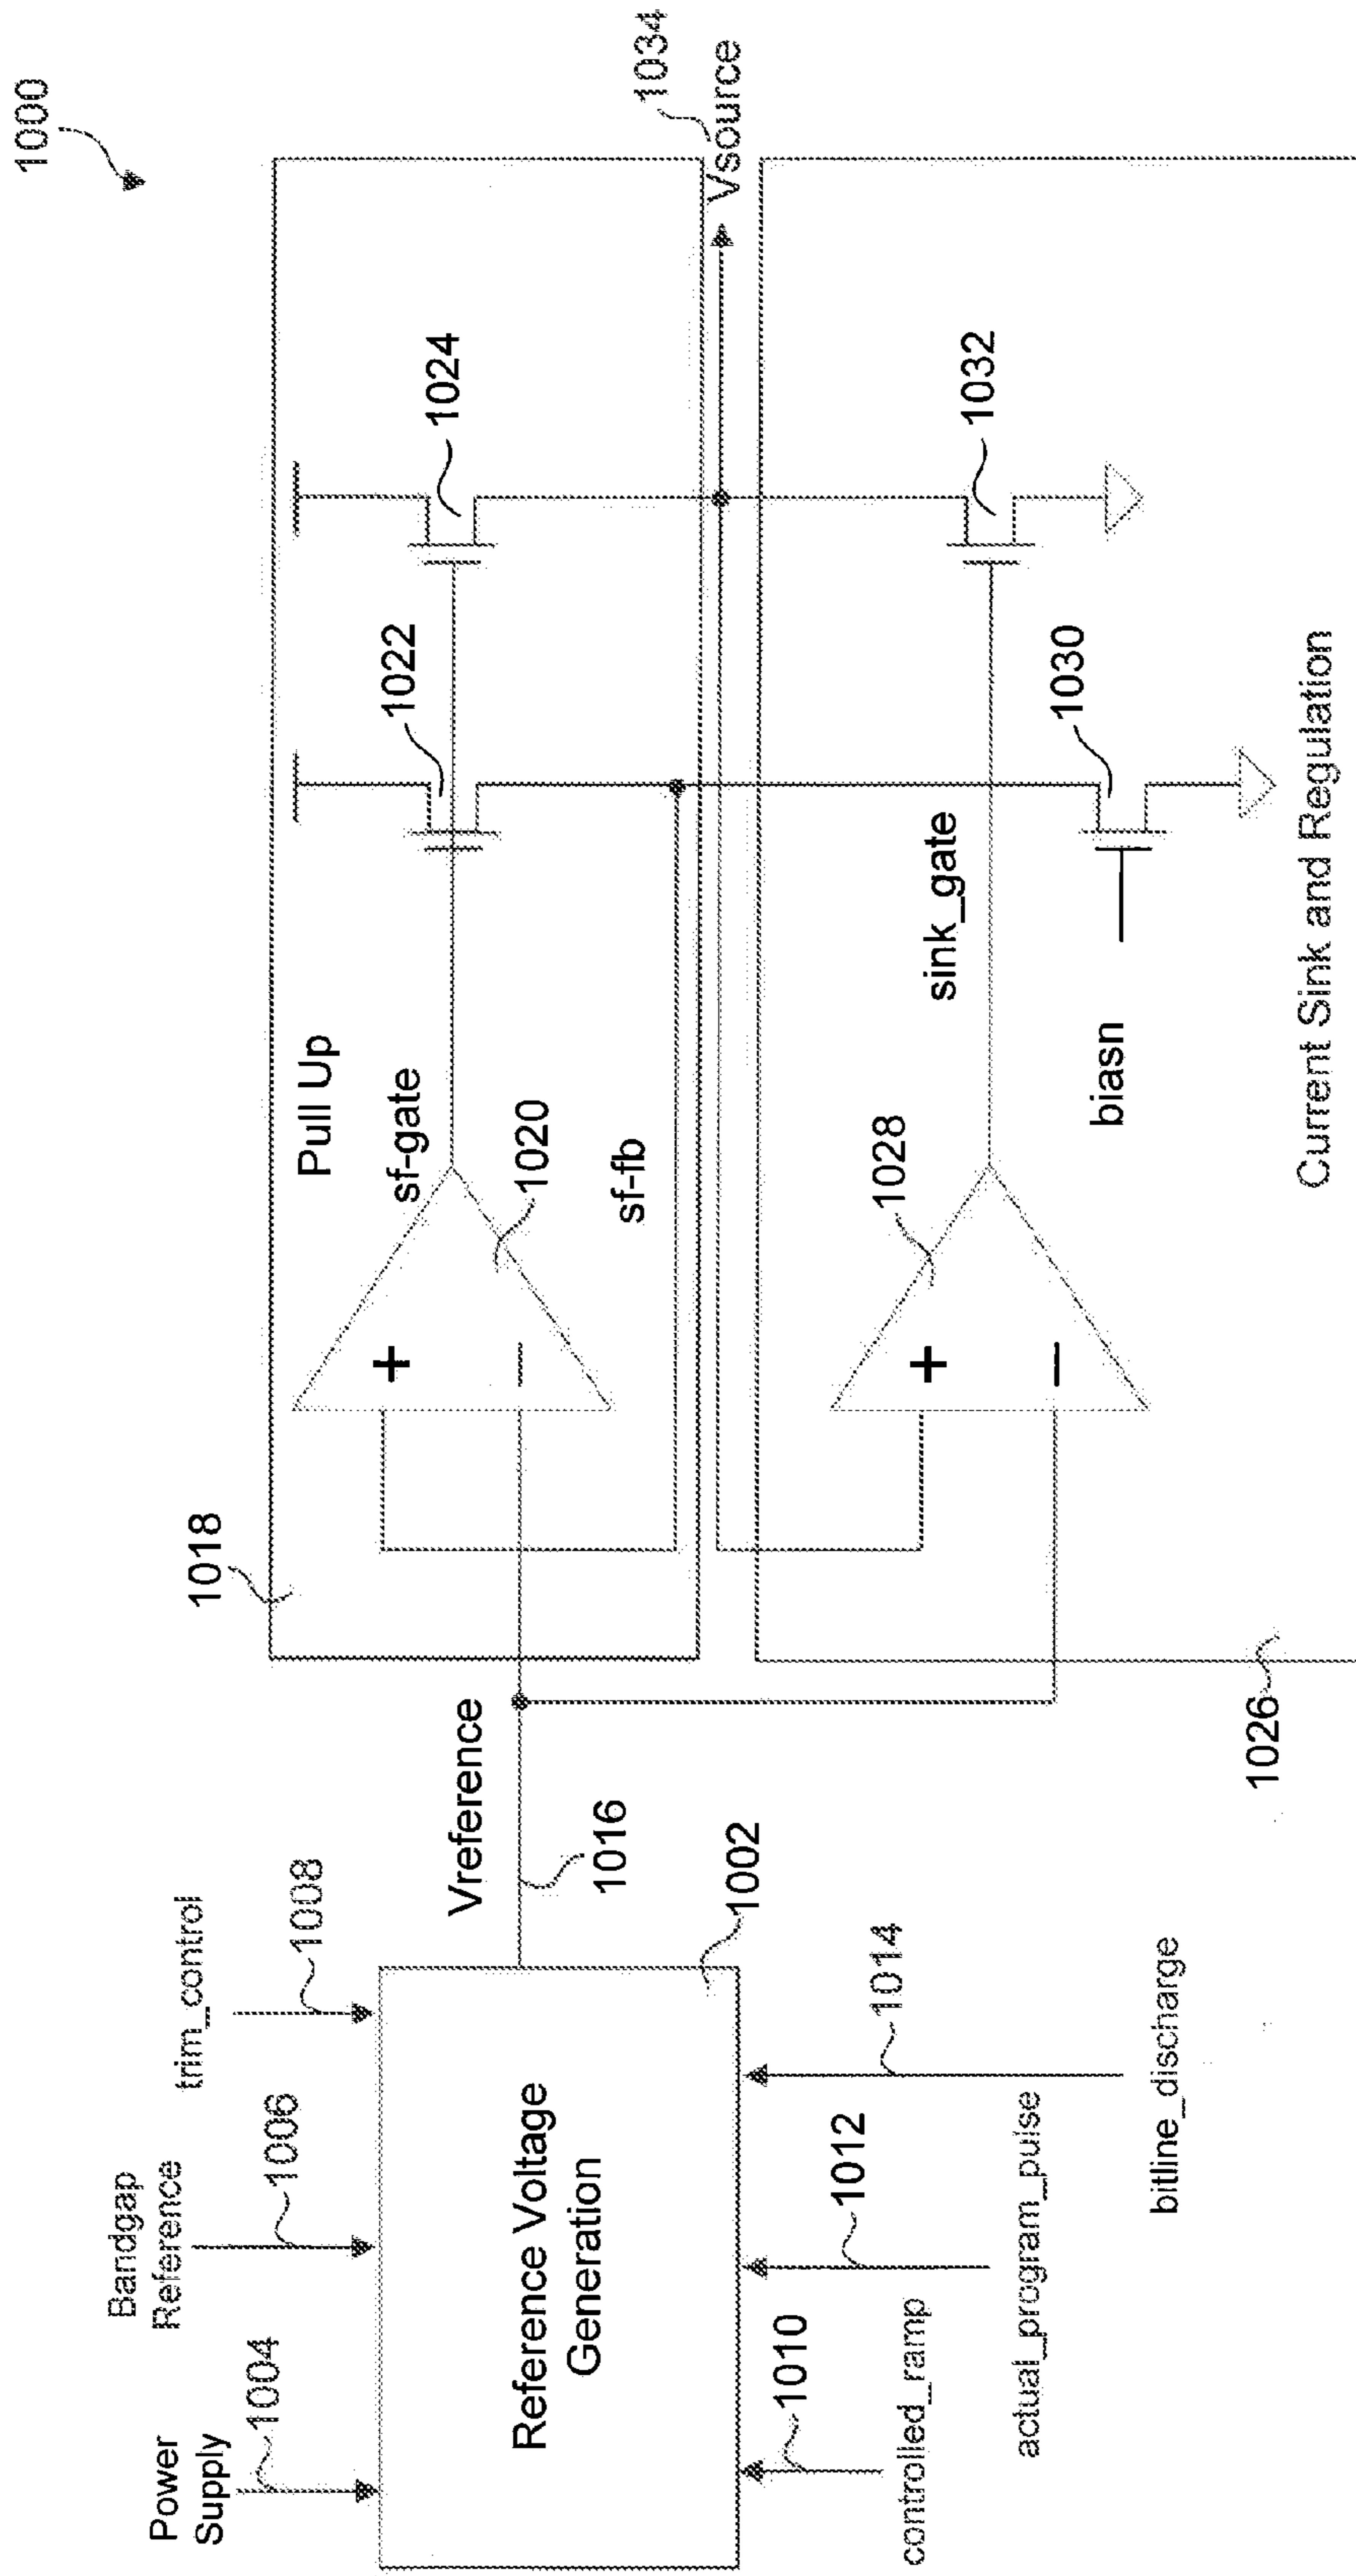 1000
Power
Supply
1004
Bandgap
Reference
1006
trim_control
1008
Reference Voltage
Generation
1002
controlled_ramp
1010
actual_program_pulse
1012
bitline_discharge
1014
Vreference
1016
1018
Pull Up
sf-gate
+
−
1020
sf-fb
1022
1024
1034
Vsource
1026
+
−
1028
sink_gate
1032
biasn
1030
Current Sink and Regulation